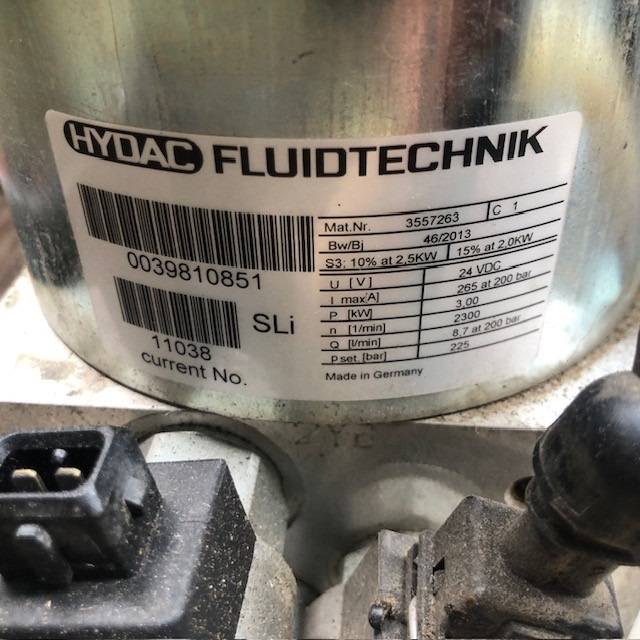 HYDAC FLUIDTECHNIK
0039810851
11038
SLi
current No.
Mat.Nr. 3557263 C 1
Bw/Bj 46/2013
S3: 10% at 2,5KW 15% at 2,0KW
U [V] 24 VDC
I max[A] 265 at 200 bar
P [kW] 3,00
n [1/min] 2300
Q [l/min] 8,7 at 200 bar
P set. [bar] 225
Made in Germany